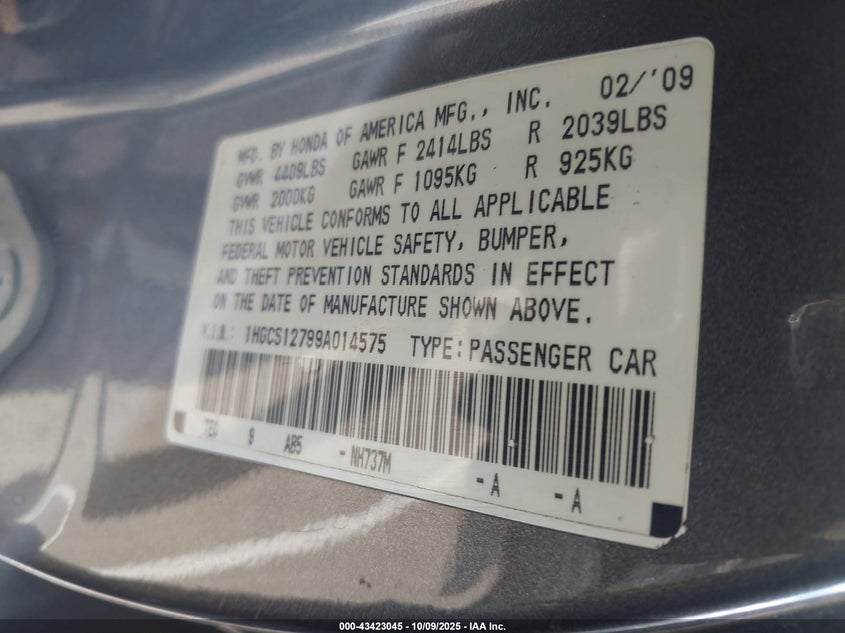 MFD. BY HONDA OF AMERICA MFG., INC. 02/'09
GVWR 4409LBS GAWR F 2414LBS R 2039LBS
GVWR 2000KG GAWR F 1095KG R 925KG
THIS VEHICLE CONFORMS TO ALL APPLICABLE
FEDERAL MOTOR VEHICLE SAFETY, BUMPER,
AND THEFT PREVENTION STANDARDS IN EFFECT
ON THE DATE OF MANUFACTURE SHOWN ABOVE.
V.I.N.: 1HGCS12799A014575 TYPE: PASSENGER CAR
9 AB5 - NH737M - A - A
000-43423045 - 10/09/2025 - IAA Inc.